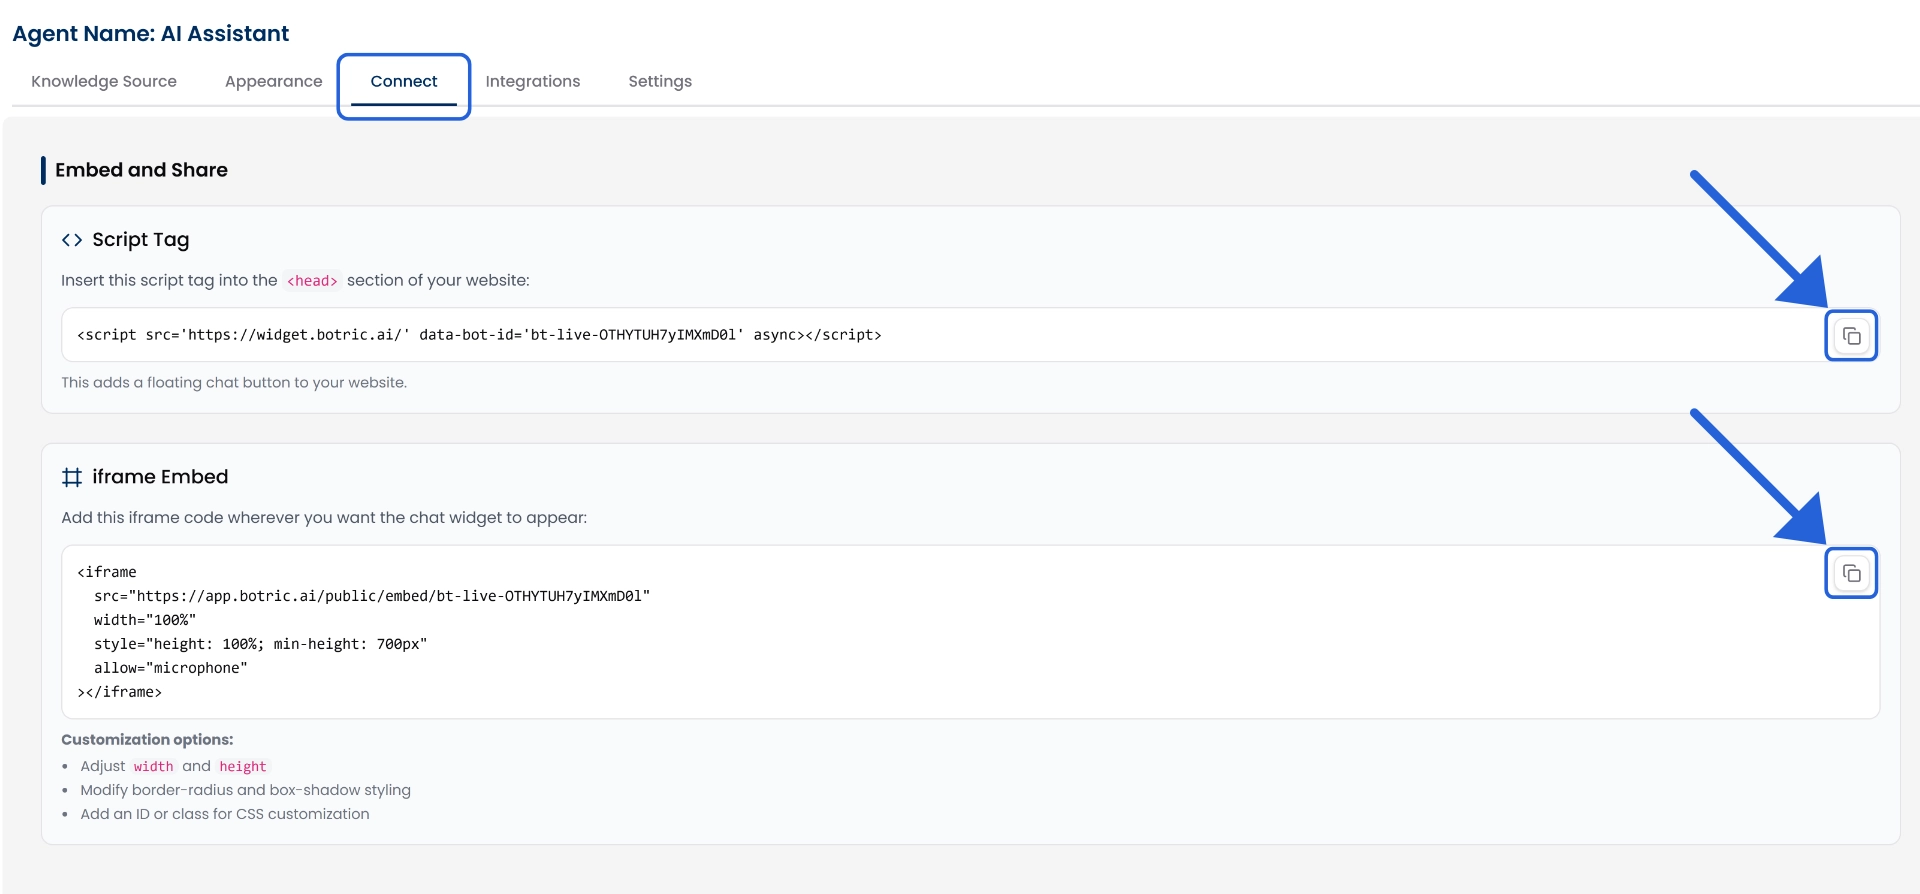 Agent Name: AI Assistant
Knowledge Source Appearance Connect Integrations Settings
Embed and Share
Script Tag
Insert this script tag into the <head> section of your website:
<script src='https://widget.botric.ai/' data-bot-id='bt-live-OTHYTUH7yIMXmD0l' async></script>
This adds a floating chat button to your website.
iframe Embed
Add this iframe code wherever you want the chat widget to appear:
<iframe
src="https://app.botric.ai/public/embed/bt-live-OTHYTUH7yIMXmD0l"
width="100%"
style="height: 100%; min-height: 700px"
allow="microphone"
></iframe>
Customization options:
• Adjust width and height
• Modify border-radius and box-shadow styling
• Add an ID or class for CSS customization